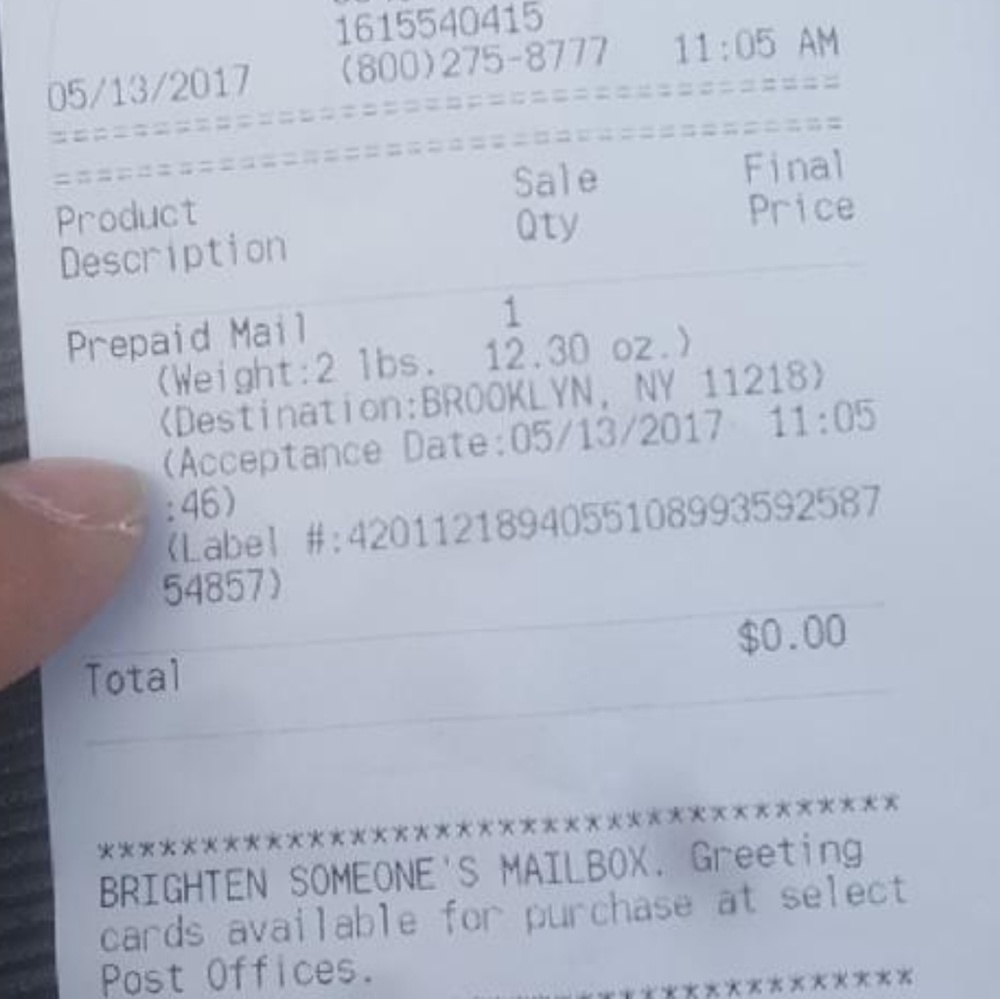 1615540415
05/13/2017 (800)275-8777 11:05 AM
================================
================================
Product Sale Final
Description Qty Price
Prepaid Mail 1
(Weight:2 lbs. 12.30 oz.)
(Destination:BROOKLYN, NY 11218)
(Acceptance Date:05/13/2017 11:05
:46)
(Label #:4201121894055108993592587
54857)
Total $0.00
****************************************
BRIGHTEN SOMEONE'S MAILBOX. Greeting
cards available for purchase at select
Post Offices.
****************************************